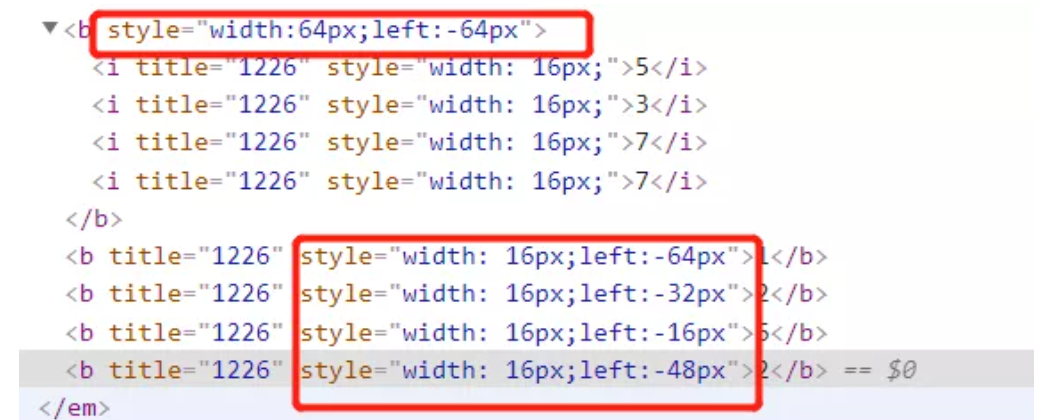 ▼<b style="width:64px;left:-64px">
<i title="1226" style="width: 16px;">5</i>
<i title="1226" style="width: 16px;">3</i>
<i title="1226" style="width: 16px;">7</i>
<i title="1226" style="width: 16px;">7</i>
</b>
<b title="1226" style="width: 16px;left:-64px">1</b>
<b title="1226" style="width: 16px;left:-32px">2</b>
<b title="1226" style="width: 16px;left:-16px">5</b>
<b title="1226" style="width: 16px;left:-48px">2</b> == $0
</em>